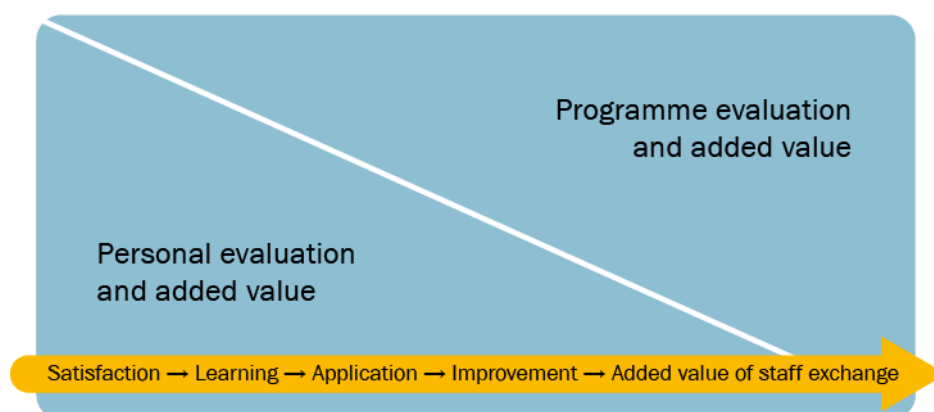 Programme evaluation
and added value
Personal evaluation
and added value
Satisfaction → Learning → Application → Improvement → Added value of staff exchange